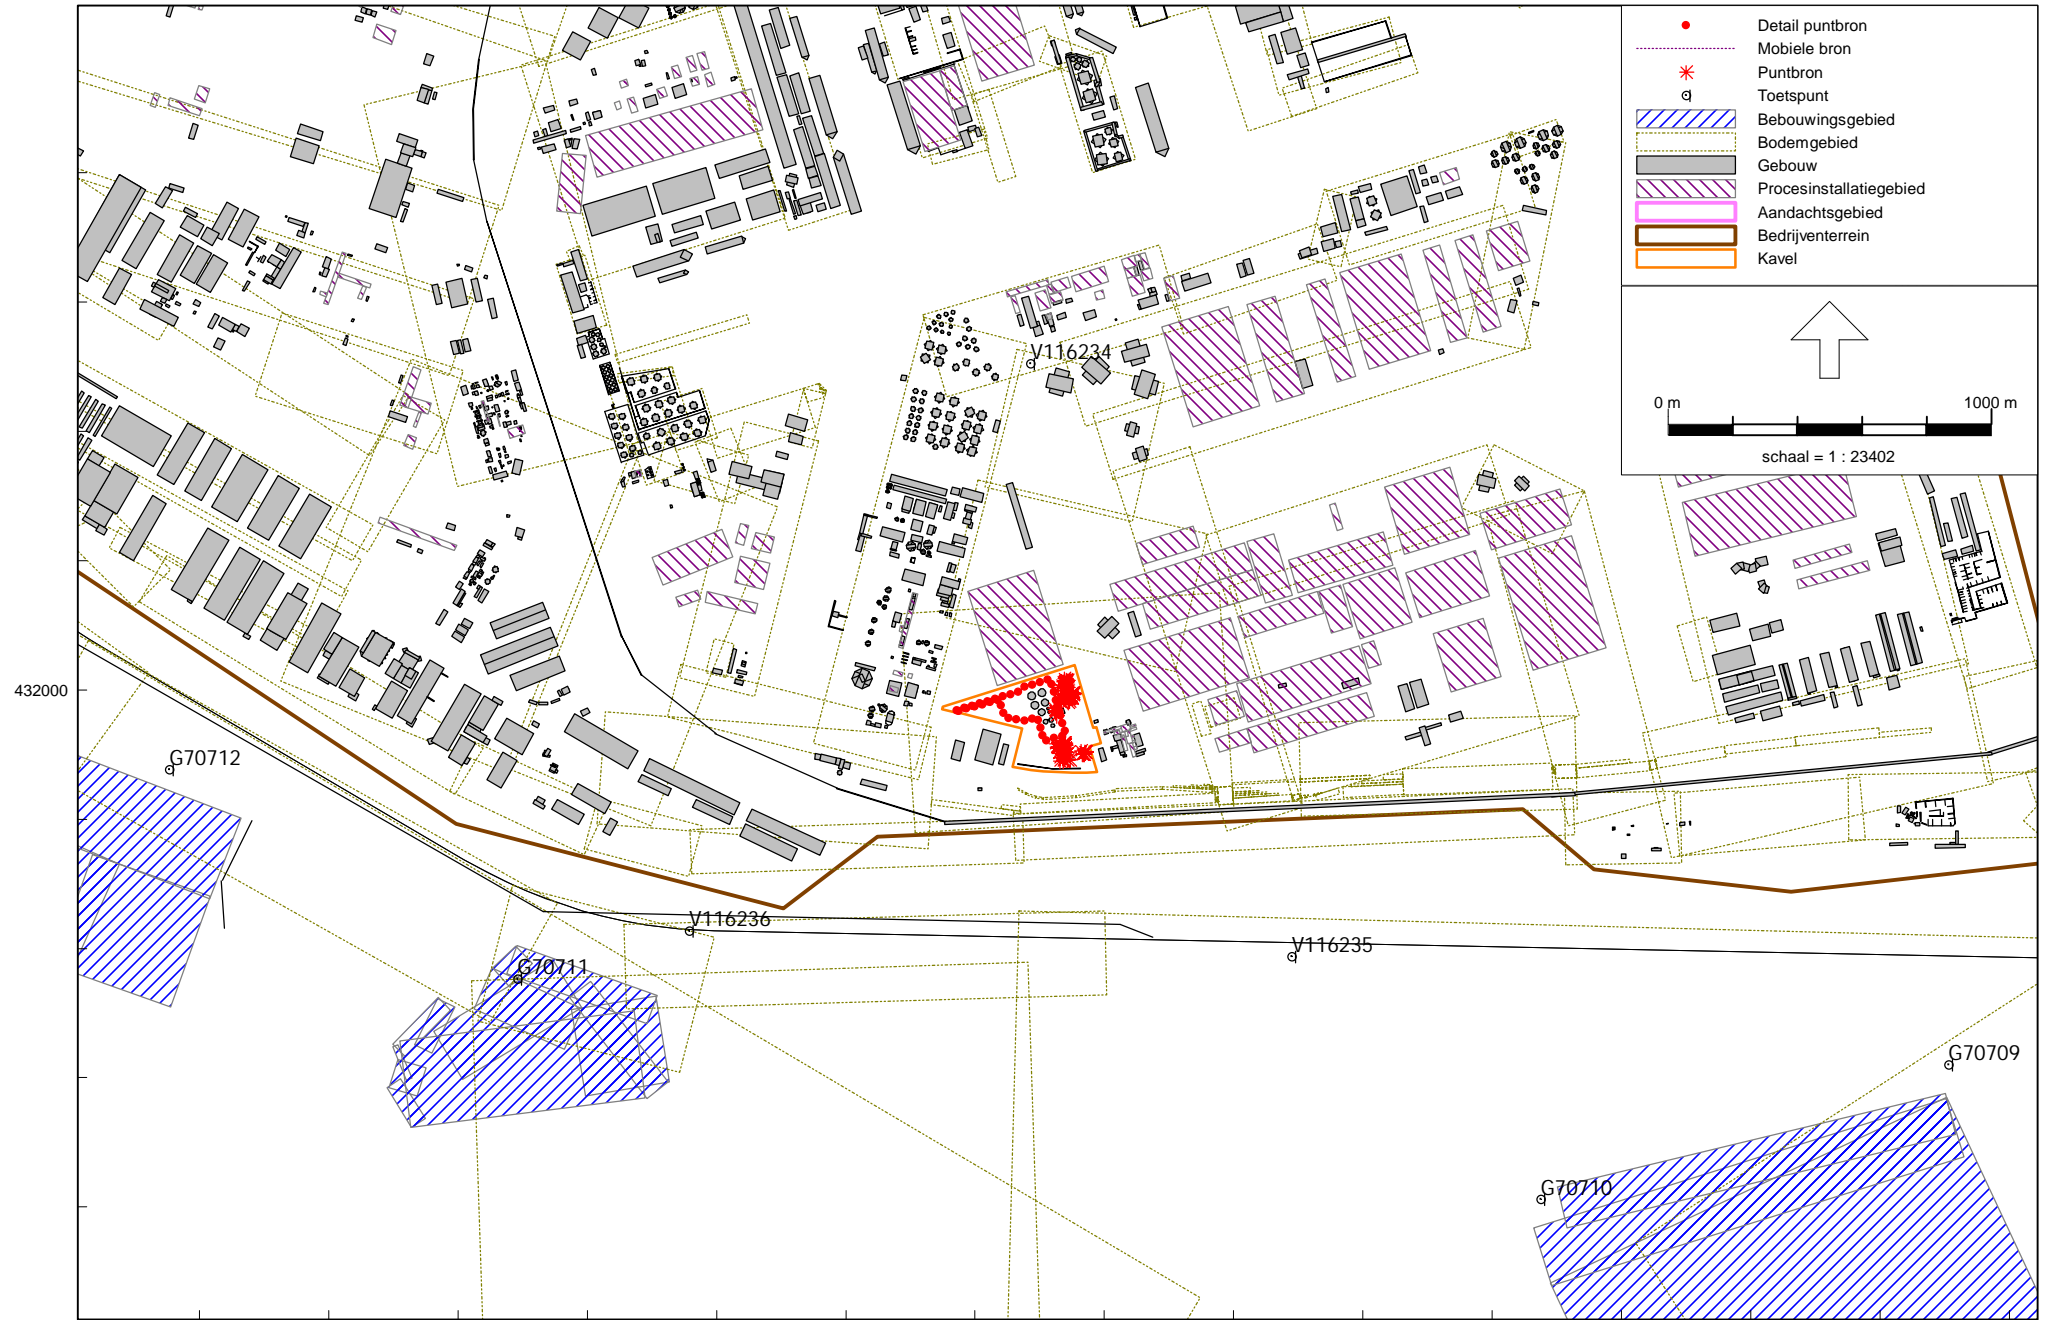 Detail puntbron
Mobiele bron
Puntbron
Toetspunt
Bebouwingsgebied
Bodemgebied
Gebouw
Procesinstallatiegebied
Aandachtsgebied
Bedrijventerrein
Kavel
0 m 1000 m
schaal = 1 : 23402
V116234
432000
G70712
V116236
V116235
G70711
G70709
G70710